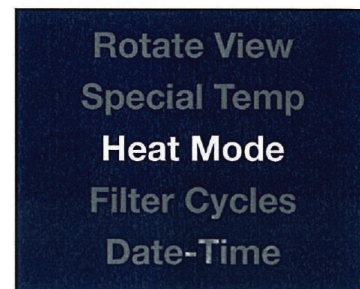 Rotate View
Special Temp
Heat Mode
Filter Cycles
Date-Time